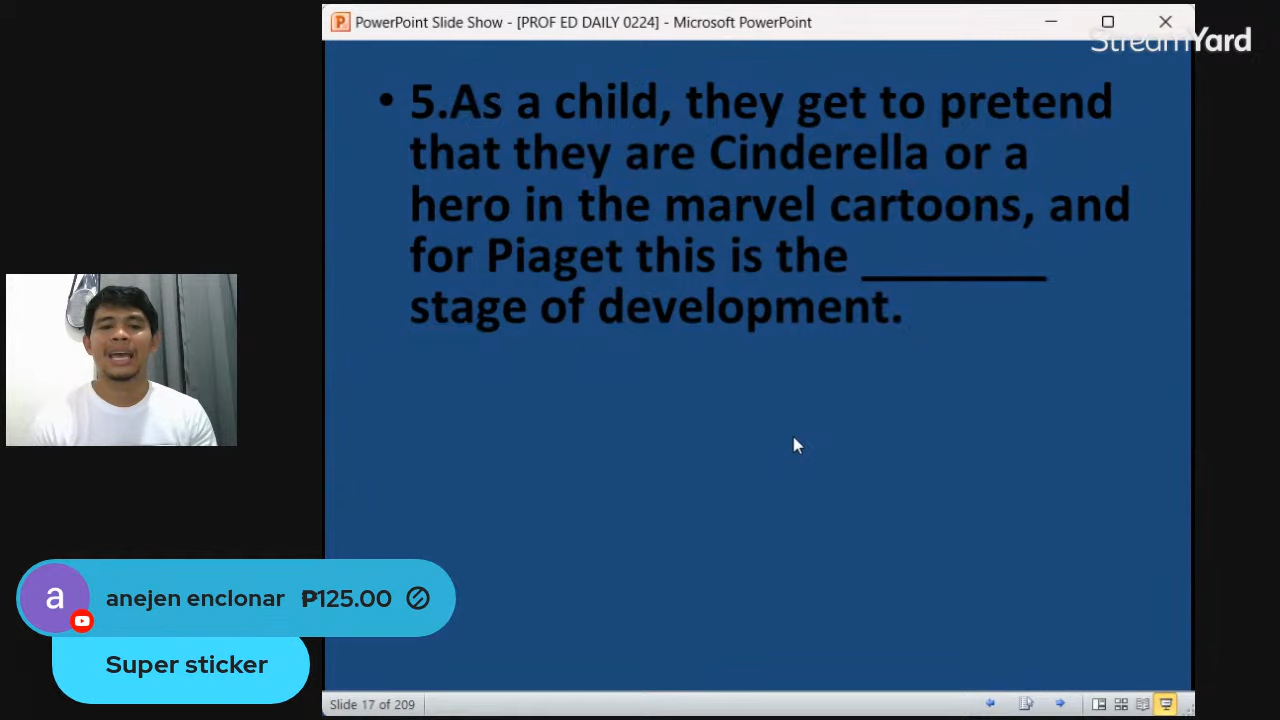 PowerPoint Slide Show - [PROF ED DAILY 0224] - Microsoft PowerPoint
StreamYard
• 5.As a child, they get to pretend
that they are Cinderella or a
hero in the marvel cartoons, and
for Piaget this is the ________
stage of development.
a anejen enclonar ₱125.00
Super sticker
Slide 17 of 209